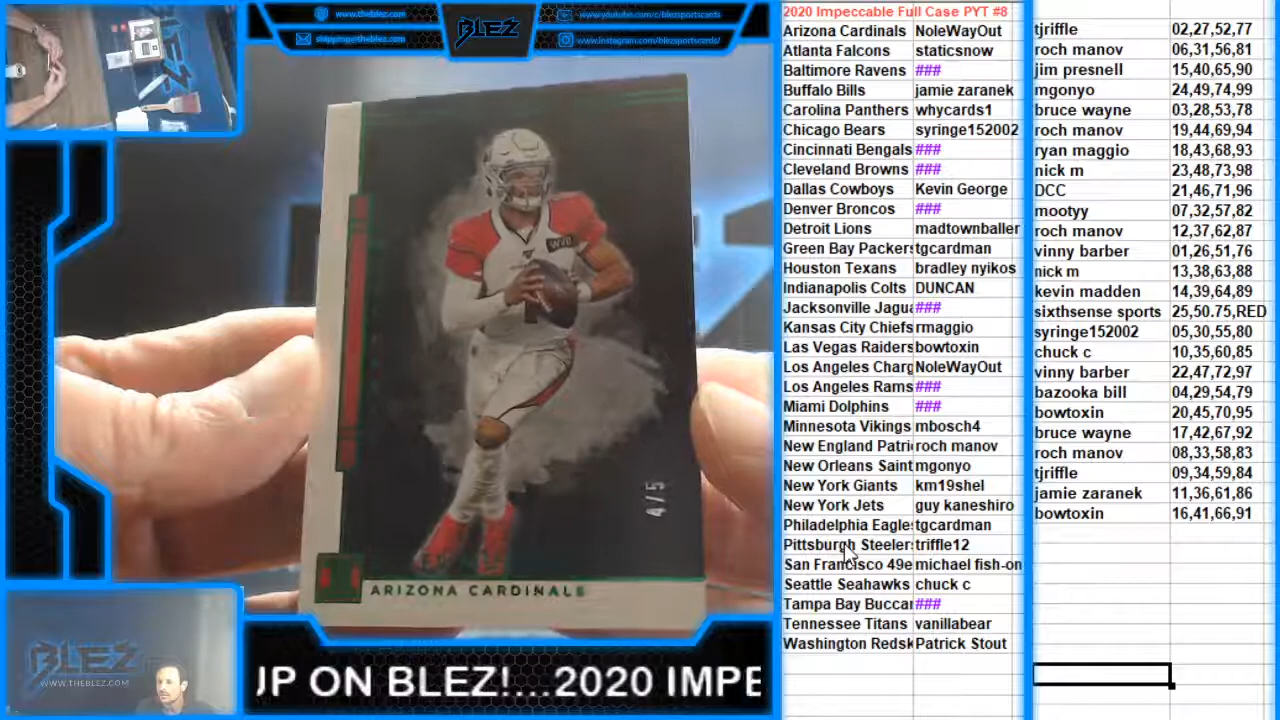 www.theblez.com
shipping@theblez.com
BLEZ
www.youtube.com/c/blezsportscards
www.instagram.com/blezsportscards/
WVB
4/5
ARIZONA CARDINALS
BLEZ
WWW.THEBLEZ.COM
UP ON BLEZ!...2020 IMPE
2020 Impeccable Full Case PYT #8
Arizona Cardinals NoleWayOut
Atlanta Falcons staticsnow
Baltimore Ravens ###
Buffalo Bills jamie zaranek
Carolina Panthers whycards1
Chicago Bears syringe152002
Cincinnati Bengals ###
Cleveland Browns ###
Dallas Cowboys Kevin George
Denver Broncos ###
Detroit Lions madtownballer
Green Bay Packers tgcardman
Houston Texans bradley nyikos
Indianapolis Colts DUNCAN
Jacksonville Jagua ###
Kansas City Chiefs rmaggio
Las Vegas Raiders bowtoxin
Los Angeles Charg NoleWayOut
Los Angeles Rams ###
Miami Dolphins ###
Minnesota Vikings mbosch4
New England Patri roch manov
New Orleans Saint mgonyo
New York Giants km19shel
New York Jets guy kaneshiro
Philadelphia Eagle tgcardman
Pittsburgh Steeler triffle12
San Francisco 49e michael fish-on
Seattle Seahawks chuck c
Tampa Bay Buccar ###
Tennessee Titans vanillabear
Washington Redsk Patrick Stout
tjriffle 02,27,52,77
roch manov 06,31,56,81
jim presnell 15,40,65,90
mgonyo 24,49,74,99
bruce wayne 03,28,53,78
roch manov 19,44,69,94
ryan maggio 18,43,68,93
nick m 23,48,73,98
DCC 21,46,71,96
mootyy 07,32,57,82
roch manov 12,37,62,87
vinny barber 01,26,51,76
nick m 13,38,63,88
kevin madden 14,39,64,89
sixthsense sports 25,50.75,RED
syringe152002 05,30,55,80
chuck c 10,35,60,85
vinny barber 22,47,72,97
bazooka bill 04,29,54,79
bowtoxin 20,45,70,95
bruce wayne 17,42,67,92
roch manov 08,33,58,83
tjriffle 09,34,59,84
jamie zaranek 11,36,61,86
bowtoxin 16,41,66,91